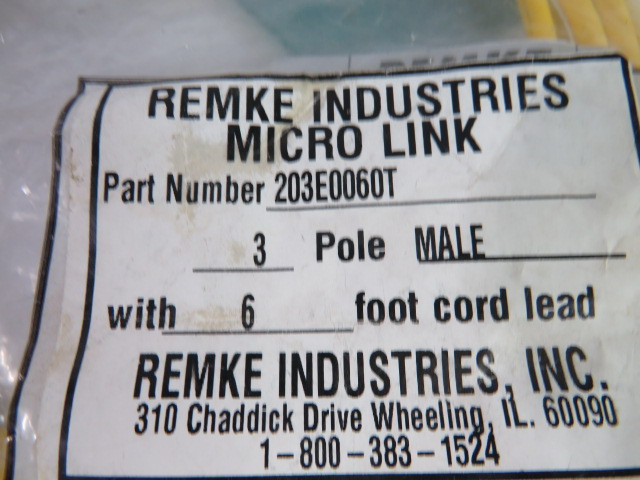 REMKE INDUSTRIES
MICRO LINK
Part Number 203E0060T
3 Pole MALE
with 6 foot cord lead
REMKE INDUSTRIES, INC.
310 Chaddick Drive Wheeling, IL. 60090
1-800-383-1524